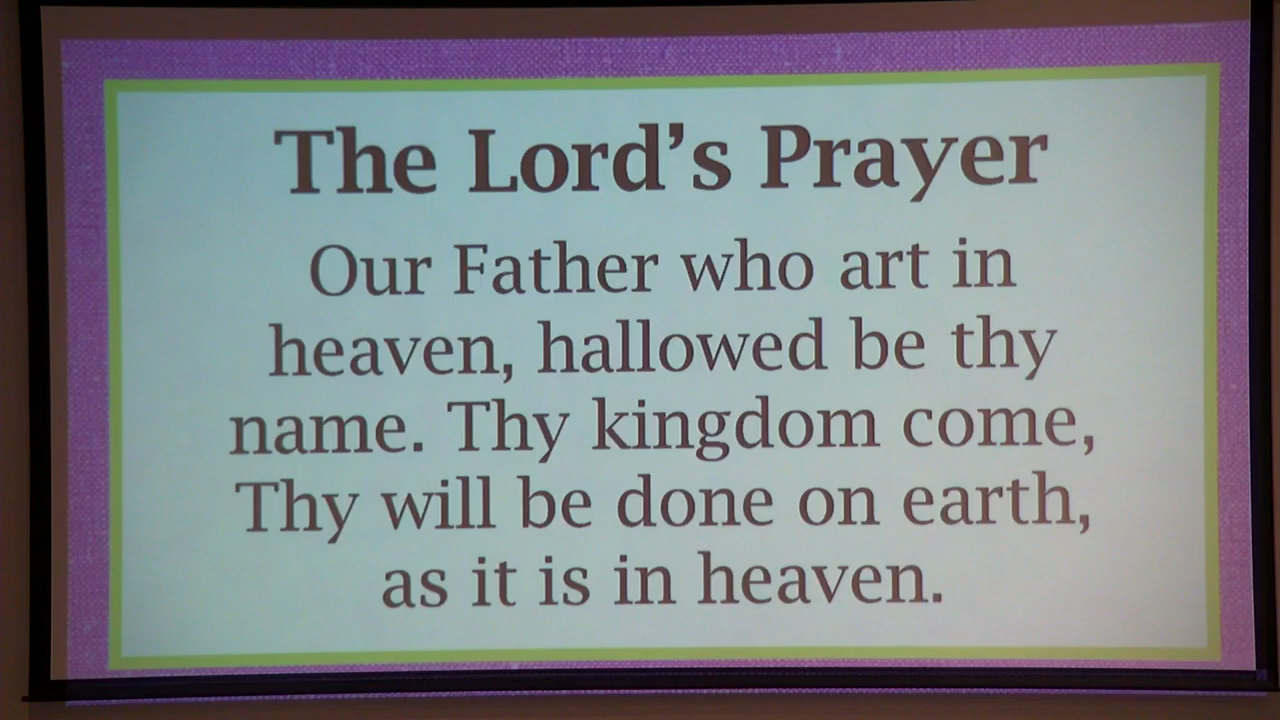 The Lord’s Prayer
Our Father who art in
heaven, hallowed be thy
name. Thy kingdom come,
Thy will be done on earth,
as it is in heaven.